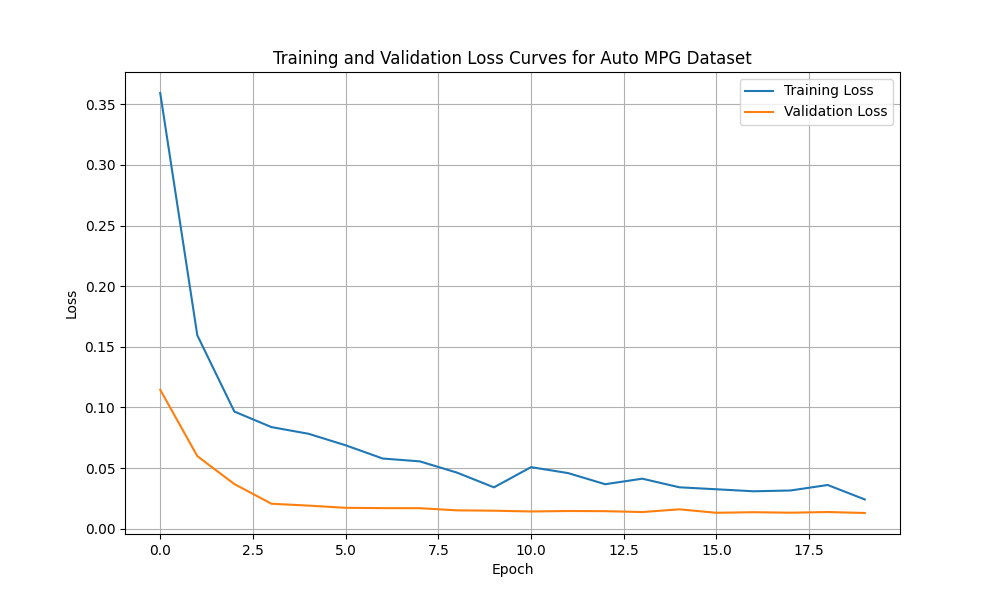 Training and Validation Loss Curves for Auto MPG Dataset
Training Loss
Validation Loss
0.35
0.30
0.25
0.20
0.15
0.10
0.05
0.00
Loss
0.0 2.5 5.0 7.5 10.0 12.5 15.0 17.5
Epoch